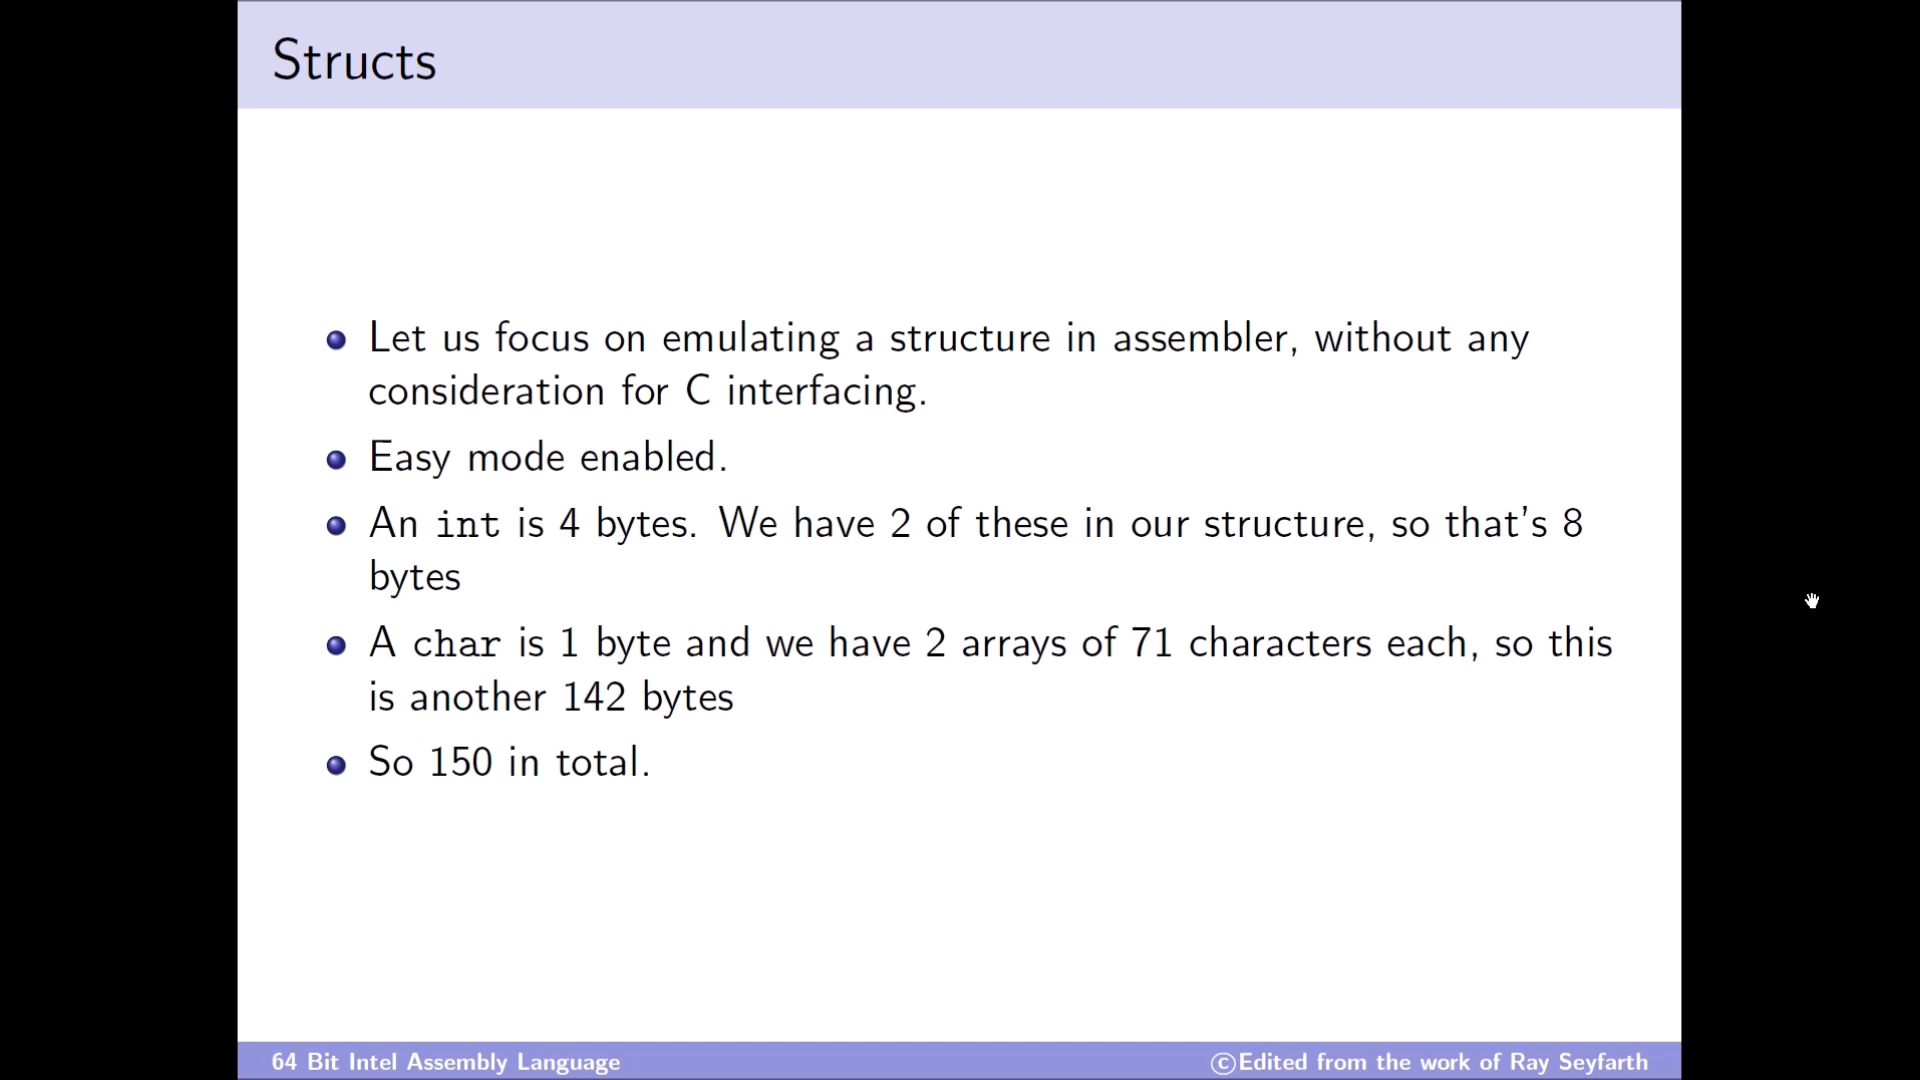 Structs
Let us focus on emulating a structure in assembler, without any
consideration for C interfacing.
Easy mode enabled.
An int is 4 bytes. We have 2 of these in our structure, so that's 8
bytes
A char is 1 byte and we have 2 arrays of 71 characters each, so this
is another 142 bytes
So 150 in total.
64 Bit Intel Assembly Language
©Edited from the work of Ray Seyfarth